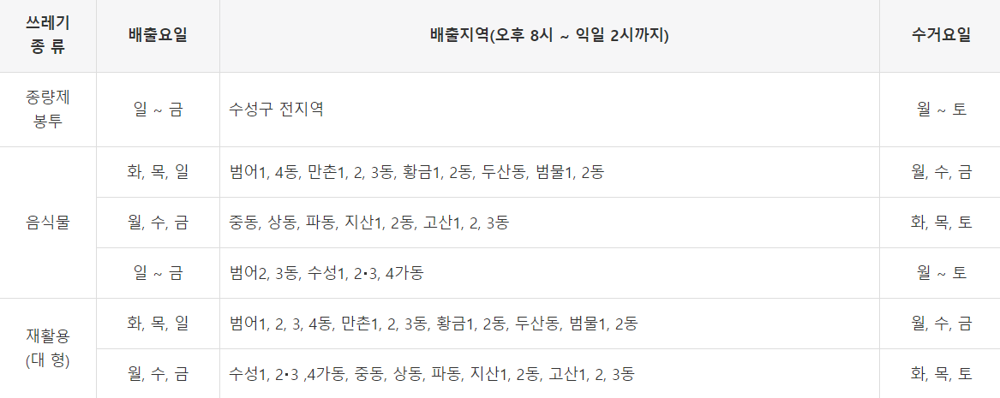 쓰레기 종 류 배출요일 배출지역(오후 8시 ~ 익일 2시까지) 수거요일
종량제 봉투 일 ~ 금 수성구 전지역 월 ~ 토
음식물 화, 목, 일 범어1, 4동, 만촌1, 2, 3동, 황금1, 2동, 두산동, 범물1, 2동 월, 수, 금
월, 수, 금 중동, 상동, 파동, 지산1, 2동, 고산1, 2, 3동 화, 목, 토
일 ~ 금 범어2, 3동, 수성1, 2·3, 4가동 월 ~ 토
재활용 (대 형) 화, 목, 일 범어1, 2, 3, 4동, 만촌1, 2, 3동, 황금1, 2동, 두산동, 범물1, 2동 월, 수, 금
월, 수, 금 수성1, 2·3 ,4가동, 중동, 상동, 파동, 지산1, 2동, 고산1, 2, 3동 화, 목, 토